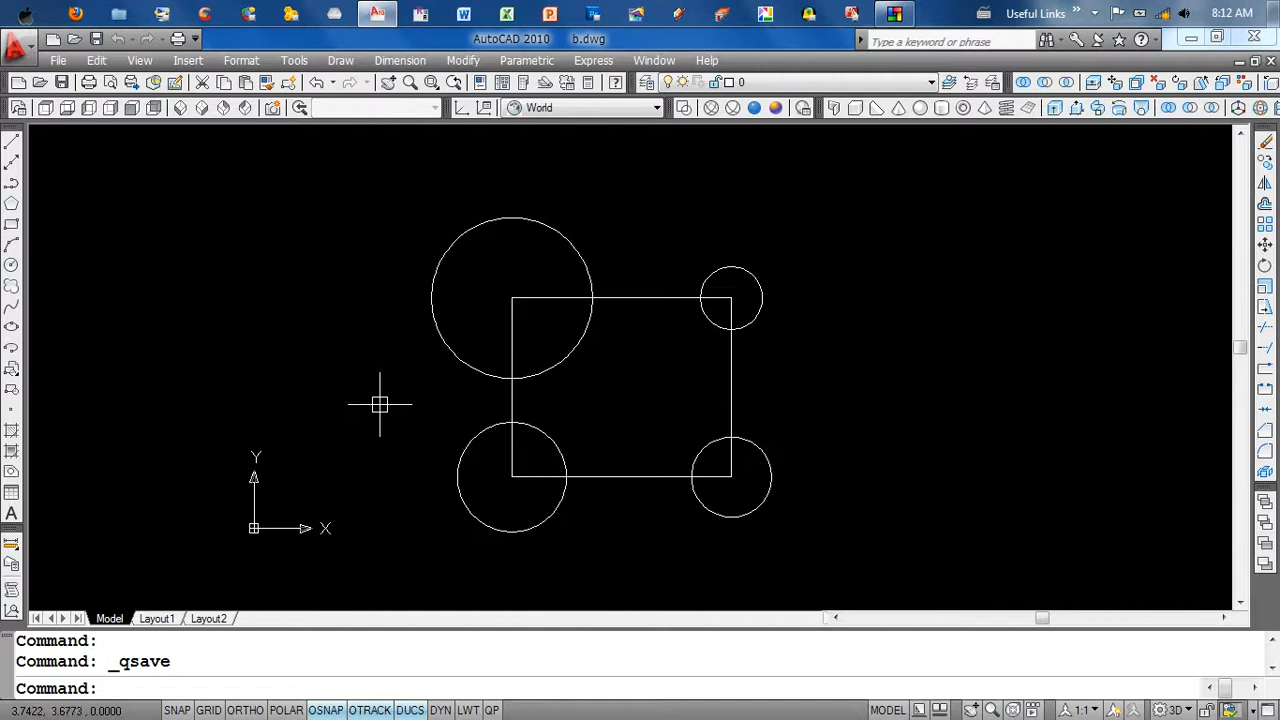 Useful Links
8:12 AM
AutoCAD 2010 b.dwg
Type a keyword or phrase
File Edit View Insert Format Tools Draw Dimension Modify Parametric Express Window Help
0
World
Y
X
Model Layout1 Layout2
Command:
Command: _qsave
Command:
3.7422, 3.6773, 0.0000 SNAP GRID ORTHO POLAR OSNAP OTRACK DUCS DYN LWT QP MODEL 1:1 3D